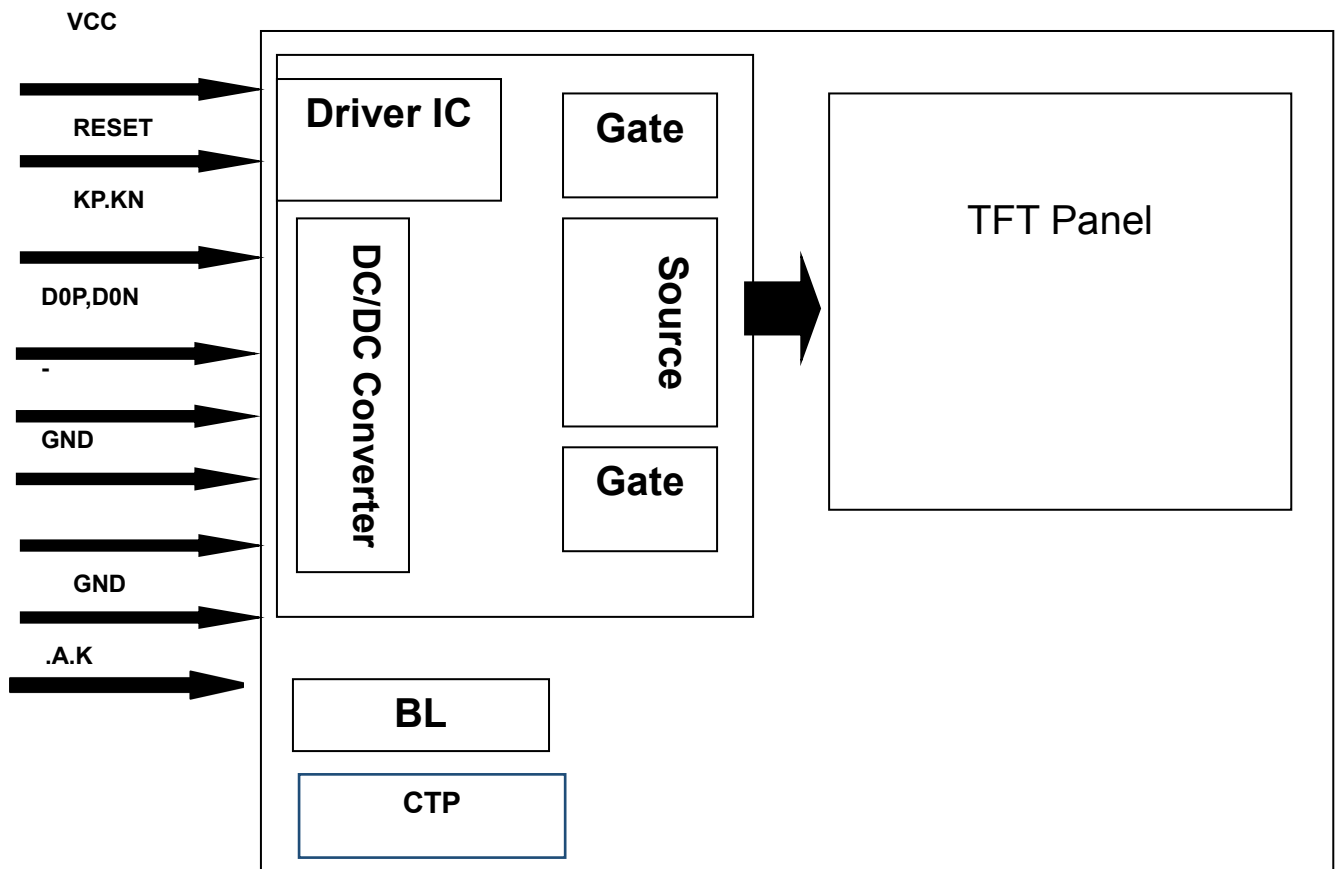 VCC
RESET
KP.KN
D0P,D0N
-
GND
GND
.A.K
Driver IC
DC/DC Converter
Gate
Source
Gate
TFT Panel
BL
CTP